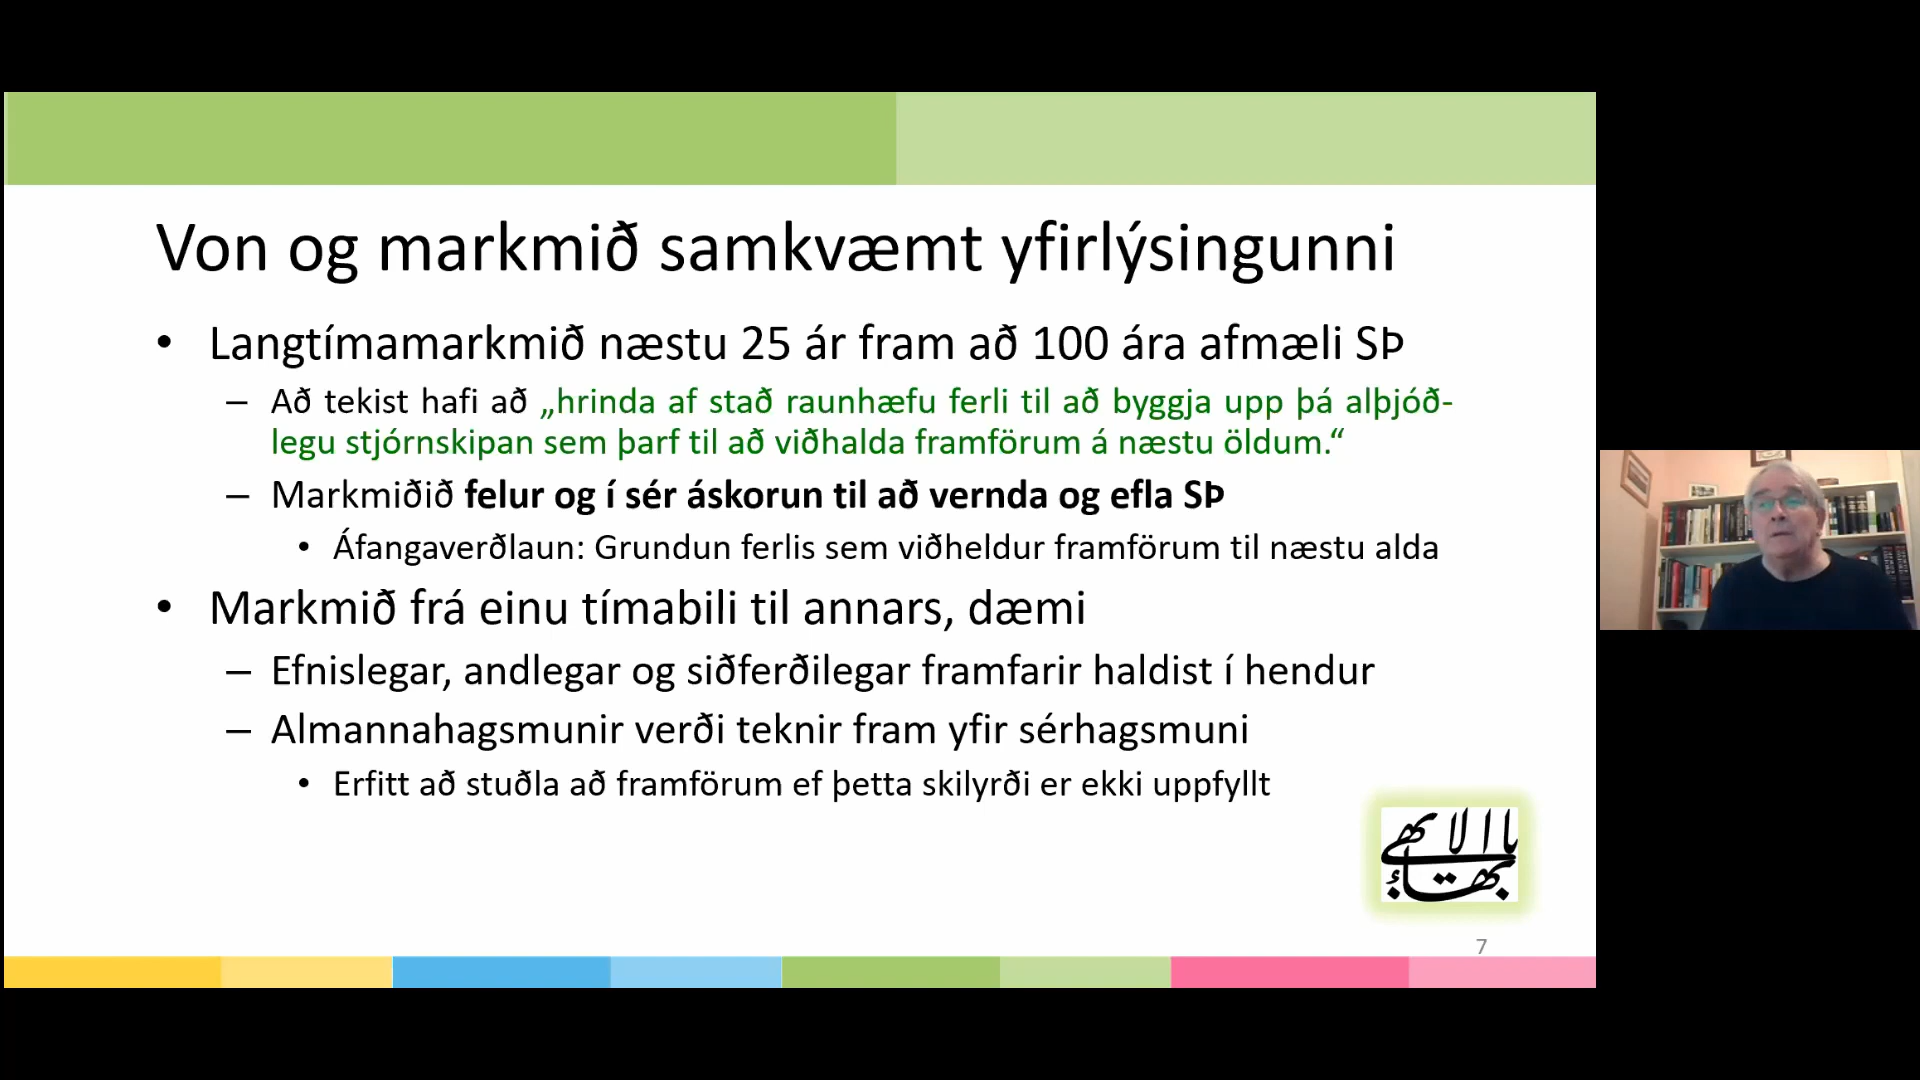 Von og markmið samkvæmt yfirlýsingunni
• Langtímamarkmið næstu 25 ár fram að 100 ára afmæli SÞ
– Að tekist hafi að „hrinda af stað raunhæfu ferli til að byggja upp þá alþjóð-
legu stjórnskipan sem þarf til að viðhalda framförum á næstu öldum.“
– Markmiðið felur og í sér áskorun til að vernda og efla SÞ
• Áfangaverðlaun: Grundun ferlis sem viðheldur framförum til næstu alda
• Markmið frá einu tímabili til annars, dæmi
– Efnislegar, andlegar og siðferðilegar framfarir haldist í hendur
– Almannahagsmunir verði teknir fram yfir sérhagsmuni
• Erfitt að stuðla að framförum ef þetta skilyrði er ekki uppfyllt
يا بهاء الابهى
7